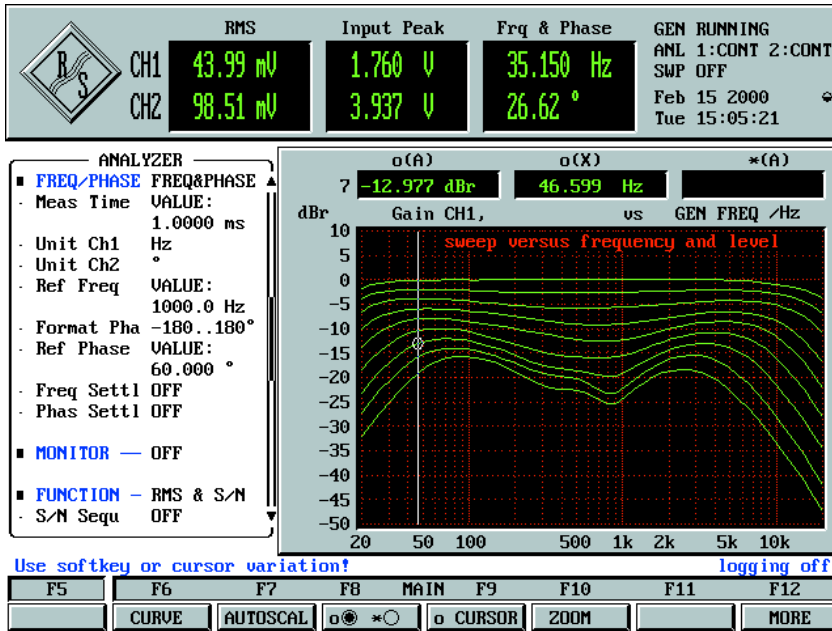 RMS Input Peak Frq & Phase
R S
CH1 43.99 mV 1.760 V 35.150 Hz
CH2 98.51 mV 3.937 V 26.62 °
GEN RUNNING
ANL 1:CONT 2:CONT
SWP OFF
Feb 15 2000
Tue 15:05:21
ANALYZER
FREQ/PHASE FREQ&PHASE
Meas Time VALUE:
1.0000 ms
Unit Ch1 Hz
Unit Ch2 °
Ref Freq VALUE:
1000.0 Hz
Format Pha -180..180°
Ref Phase VALUE:
60.000 °
Freq Settl OFF
Phas Settl OFF
MONITOR — OFF
FUNCTION – RMS & S/N
S/N Sequ OFF
o(A) o(X) *(A)
7 -12.977 dBr 46.599 Hz
dBr Gain CH1, vs GEN FREQ /Hz
sweep versus frequency and level
10
5
0
-5
-10
-15
-20
-25
-30
-35
-40
-45
-50
20 50 100 500 1k 2k 5k 10k
Use softkey or cursor variation! logging off
F5 F6 F7 F8 MAIN F9 F10 F11 F12
CURVE AUTOSCAL o * o CURSOR ZOOM MORE